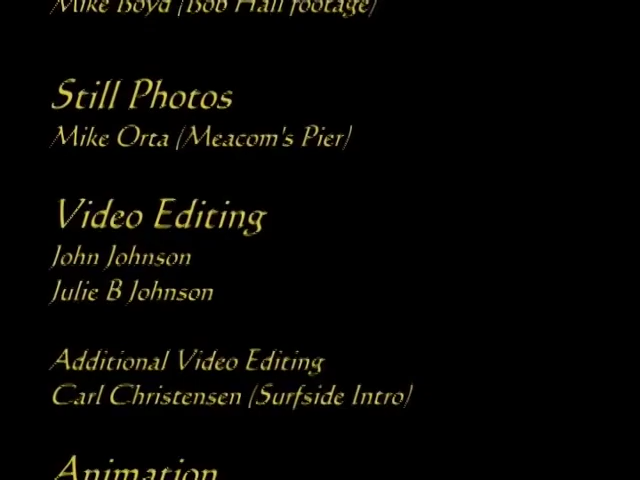 Mike Boyd (Bob Hall footage)
Still Photos
Mike Orta (Meacom's Pier)
Video Editing
John Johnson
Julie B Johnson
Additional Video Editing
Carl Christensen (Surfside Intro)
Animation